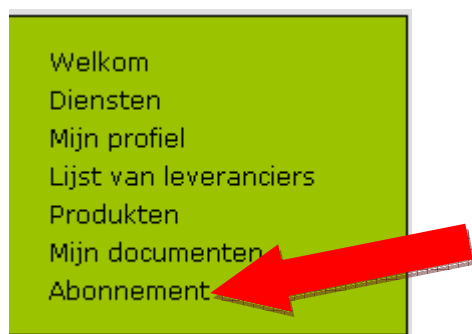 Welkom
Diensten
Mijn profiel
Lijst van leveranciers
Produkten
Mijn documenten
Abonnement